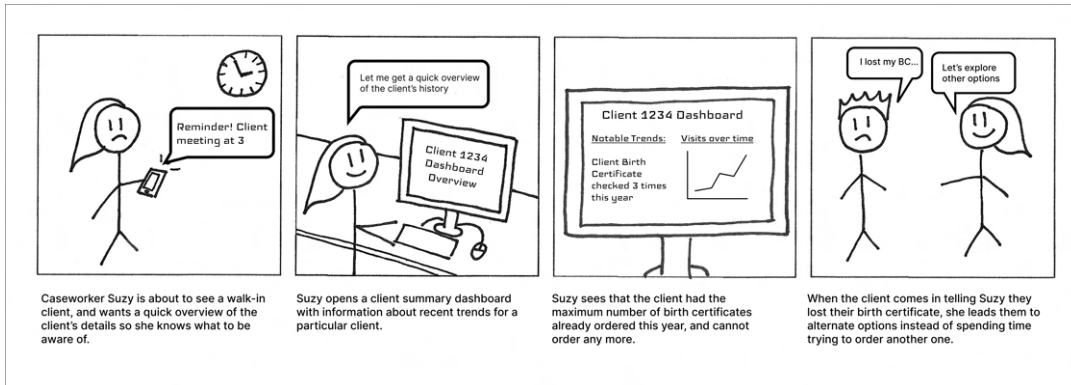 Reminder! Client
meeting at 3
Let me get a quick overview
of the client's history
Client 1234
Dashboard
Overview
Client 1234 Dashboard
Notable Trends:
Client Birth
Certificate
checked 3 times
this year
Visits over time
I lost my BC...
Let's explore
other options
Caseworker Suzy is about to see a walk-in
client, and wants a quick overview of the
client's details so she knows what to be
aware of.
Suzy opens a client summary dashboard
with information about recent trends for a
particular client.
Suzy sees that the client had the
maximum number of birth certificates
already ordered this year, and cannot
order any more.
When the client comes in telling Suzy they
lost their birth certificate, she leads them to
alternate options instead of spending time
trying to order another one.